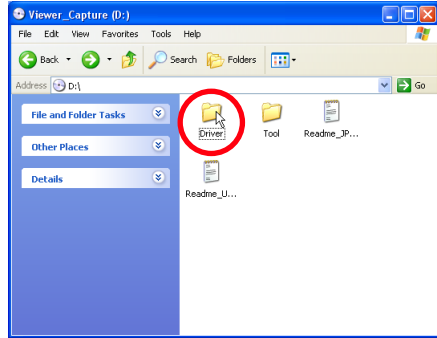 Viewer_Capture (D:)
File Edit View Favorites Tools Help
Back Search Folders
Address D:\ Go
File and Folder Tasks
Other Places
Details
Driver Tool Readme_JP...
Readme_U...